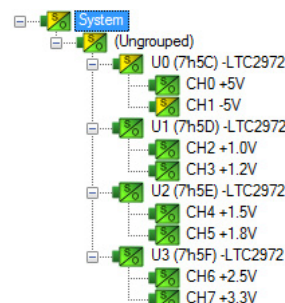 System
(Ungrouped)
U0 (7h5C) -LTC2972
CH0 +5V
CH1 -5V
U1 (7h5D) -LTC2972
CH2 +1.0V
CH3 +1.2V
U2 (7h5E) -LTC2972
CH4 +1.5V
CH5 +1.8V
U3 (7h5F) -LTC2972
CH6 +2.5V
CH7 +3.3V